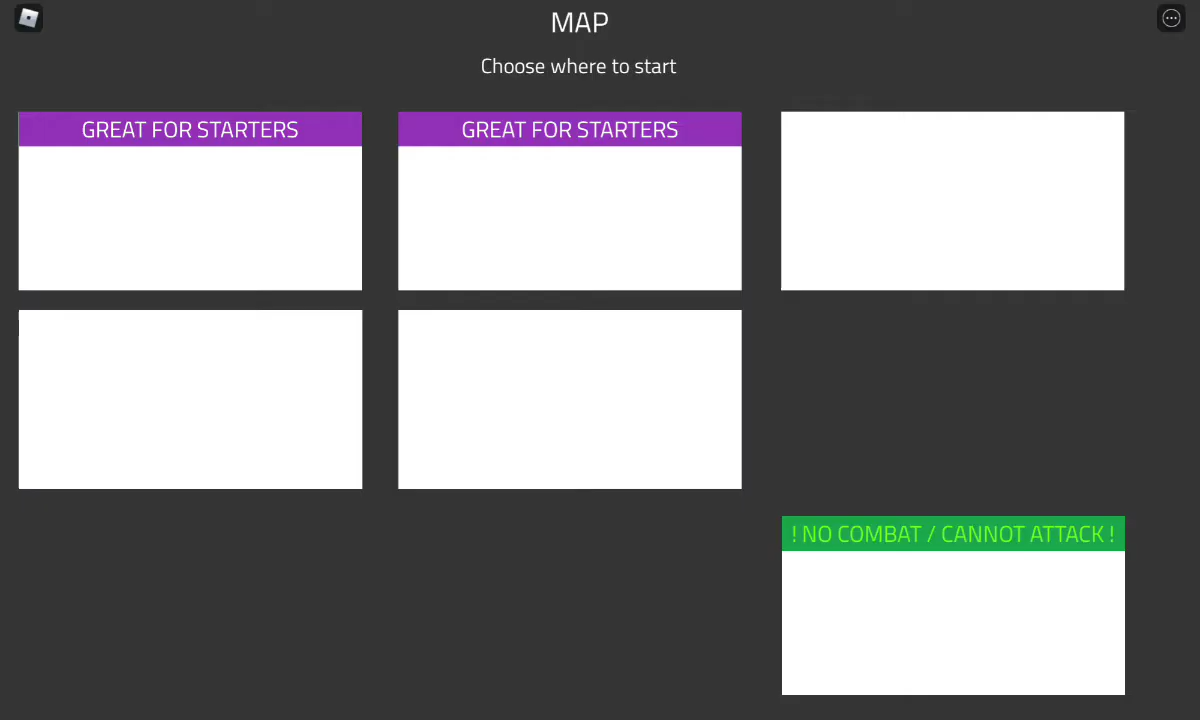 MAP
Choose where to start
GREAT FOR STARTERS
GREAT FOR STARTERS
! NO COMBAT / CANNOT ATTACK !